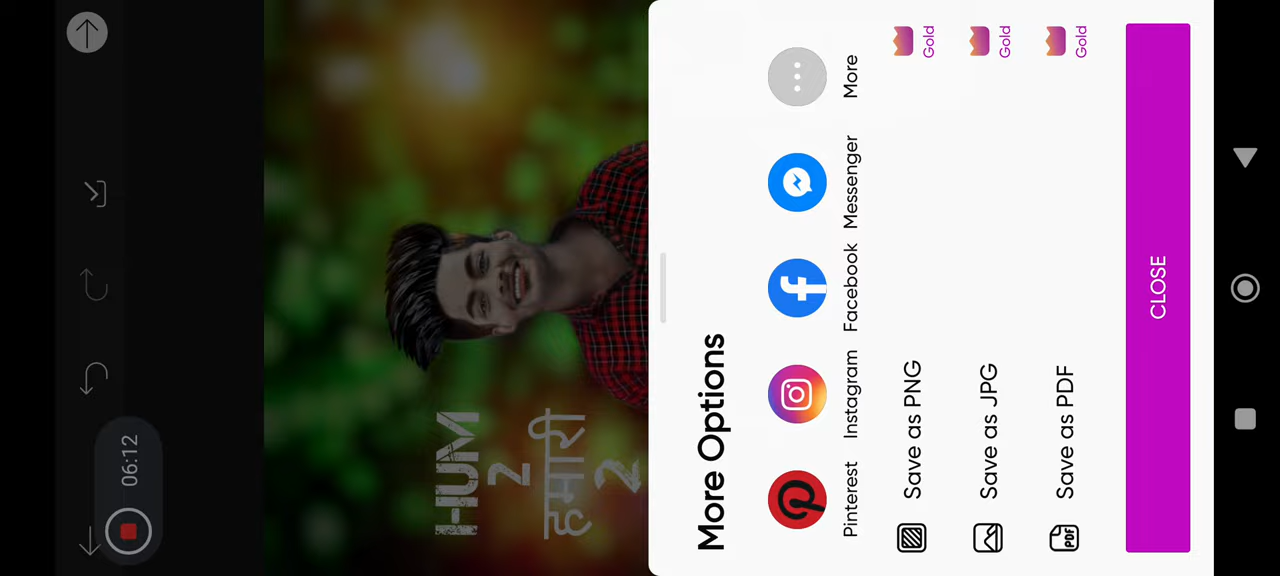 06:12
HUM
2
हमारी
2
More Options
Pinterest
Instagram
Facebook
Messenger
More
Save as PNG
Gold
Save as JPG
Gold
PDF
Save as PDF
Gold
CLOSE